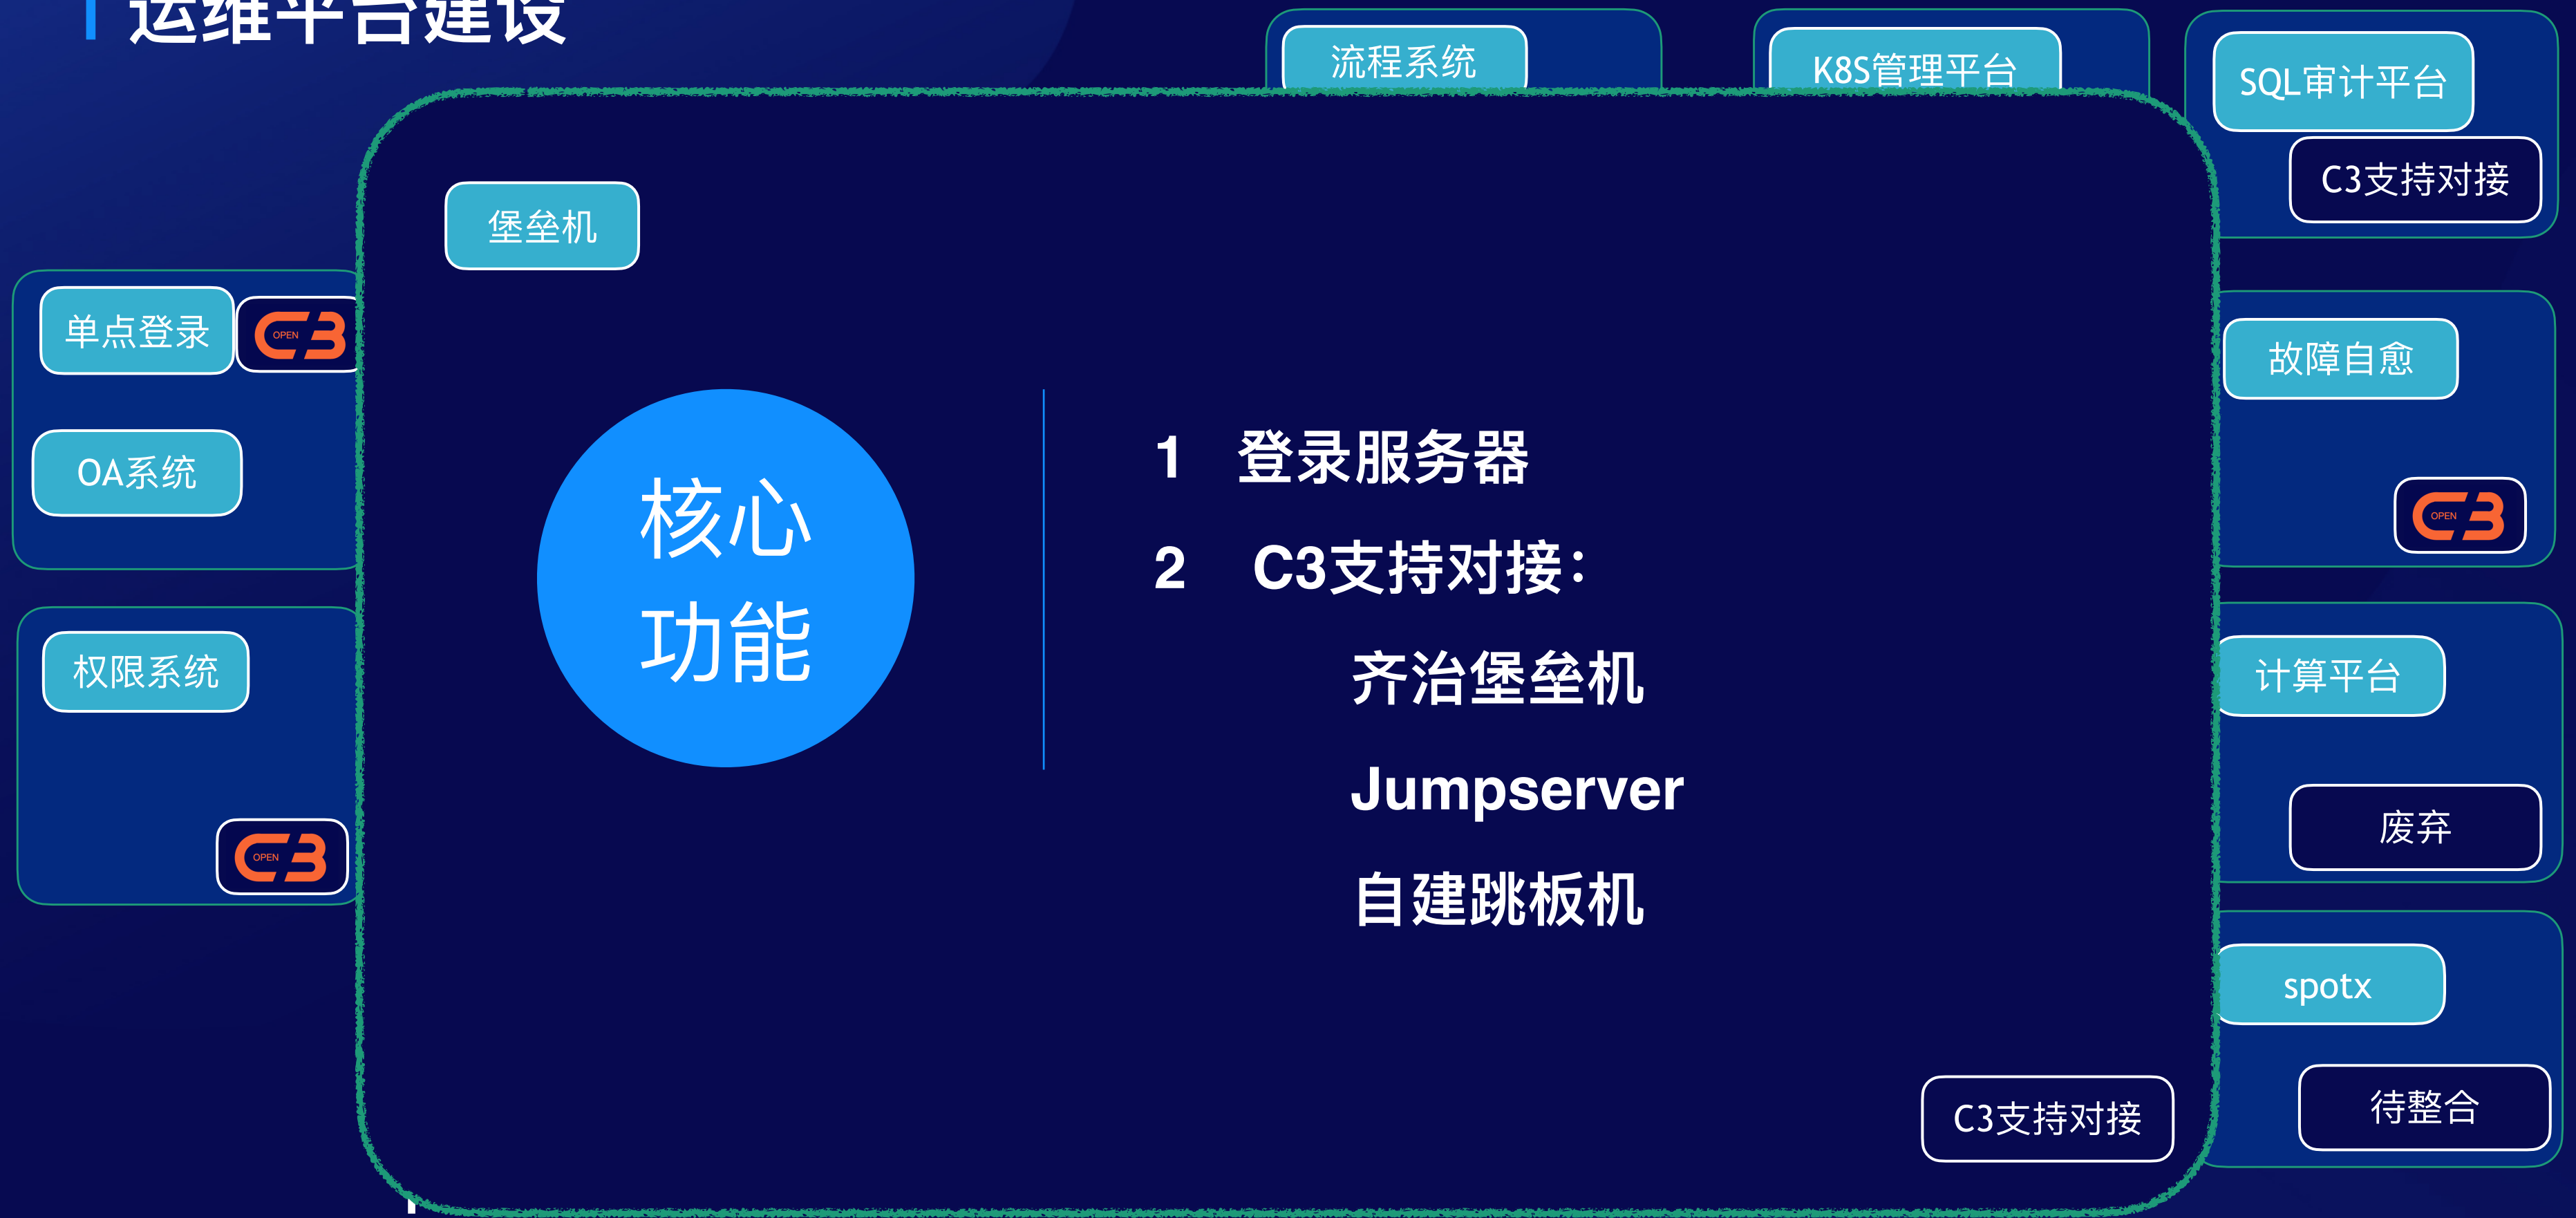 运维平台建设
流程系统
K8S管理平台
SQL审计平台
C3支持对接
堡垒机
单点登录
OPEN C3
OA系统
权限系统
OPEN C3
核心
功能
1 登录服务器
2 C3支持对接：
齐治堡垒机
Jumpserver
自建跳板机
C3支持对接
故障自愈
OPEN C3
计算平台
废弃
spotx
待整合